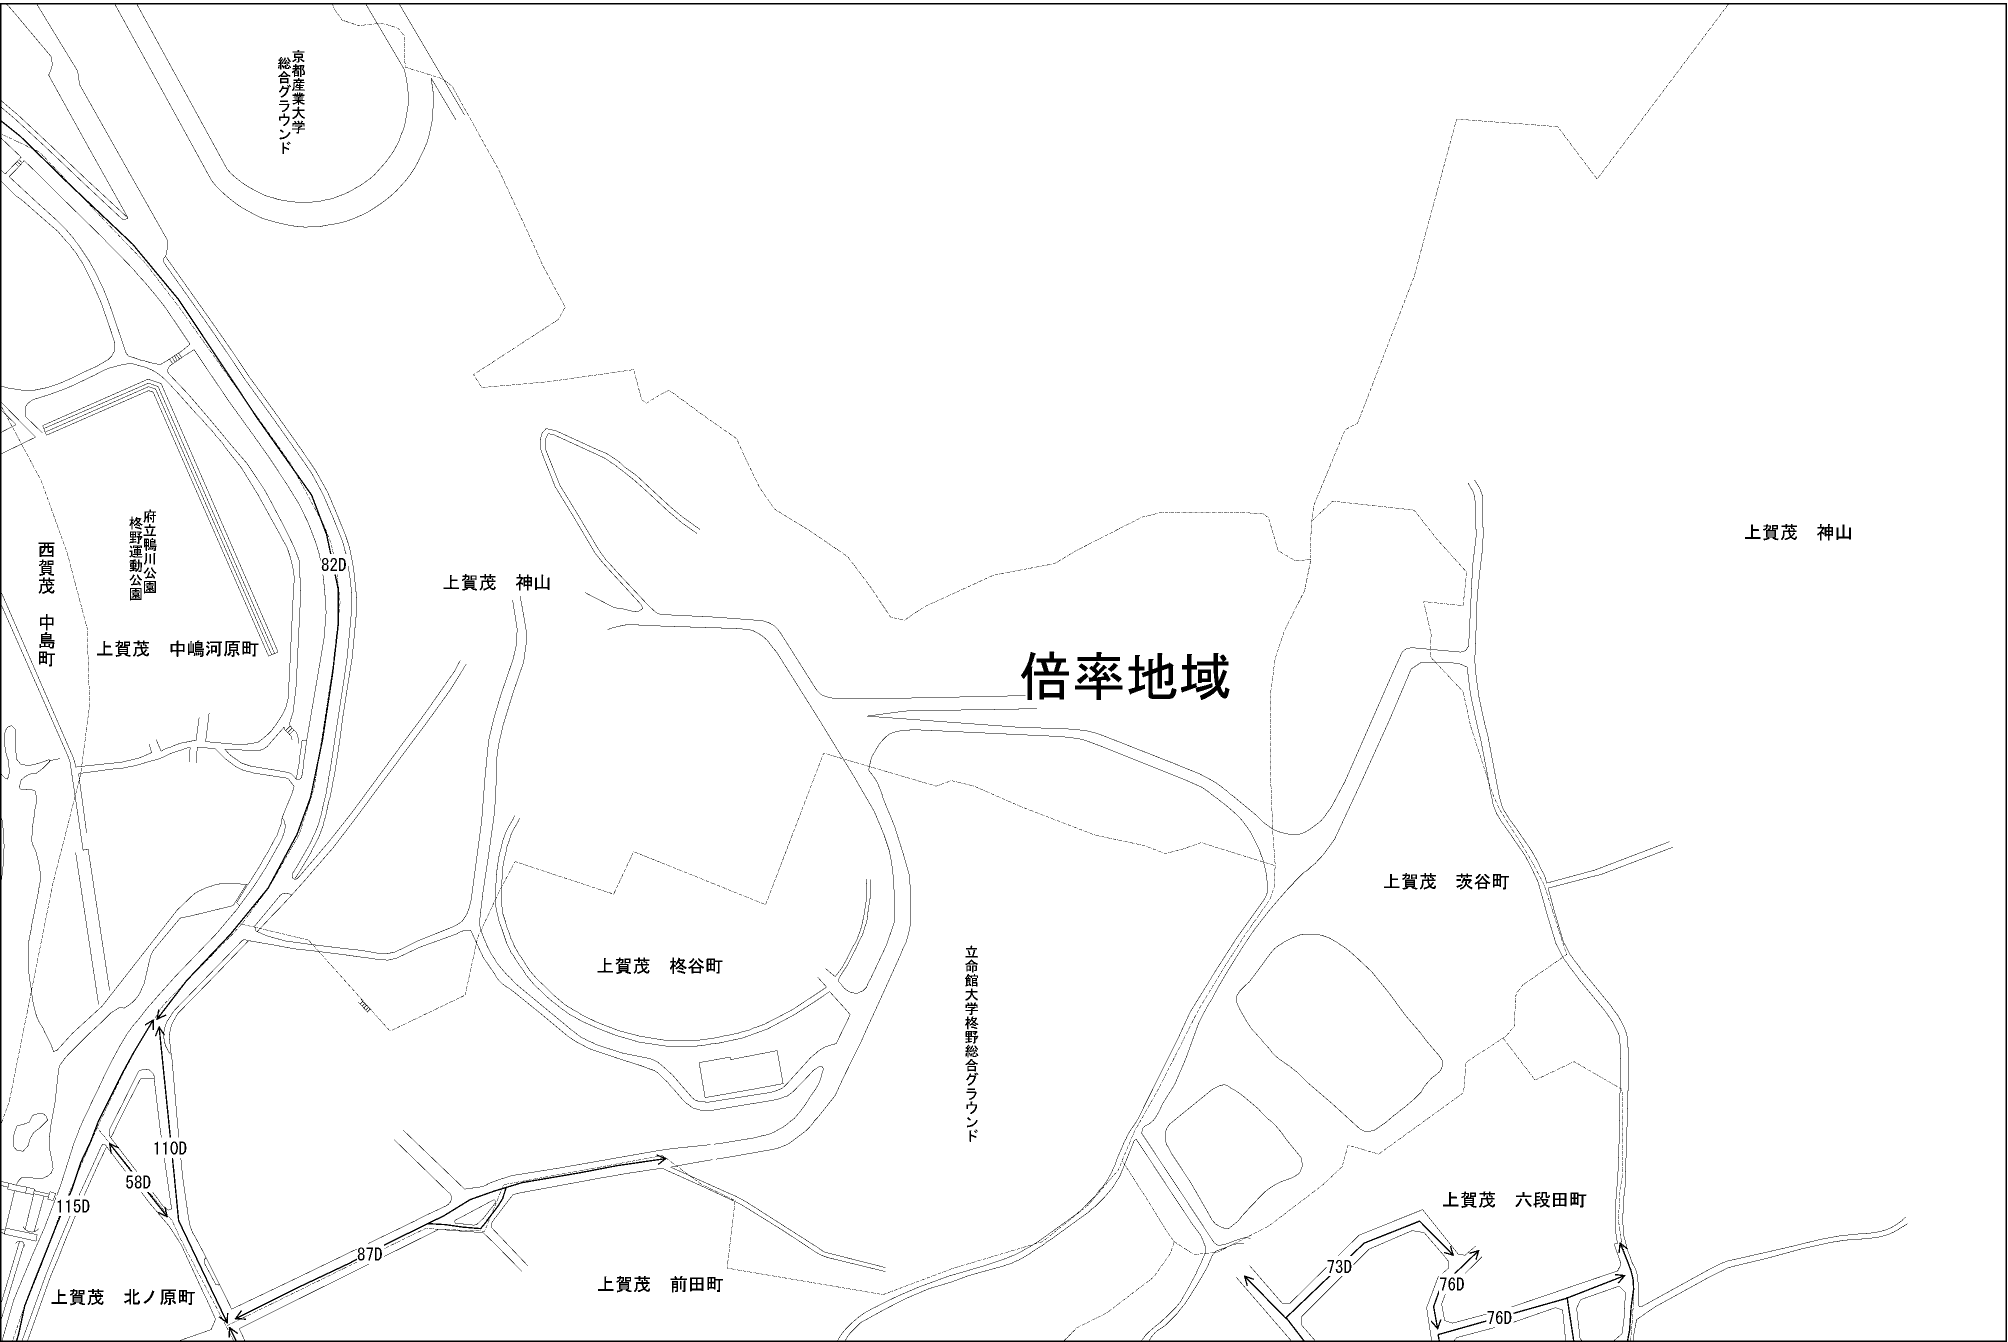 京都産業大学
総合グラウンド
上賀茂　神山
府立鴨川公園
柊野運動公園
西賀茂　中島町
82D
上賀茂　神山
上賀茂　中嶋河原町
倍率地域
上賀茂　茨谷町
上賀茂　柊谷町
立命館大学柊野総合グラウンド
110D
58D
115D
上賀茂　六段田町
87D
73D
76D
上賀茂　前田町
上賀茂　北ノ原町
76D